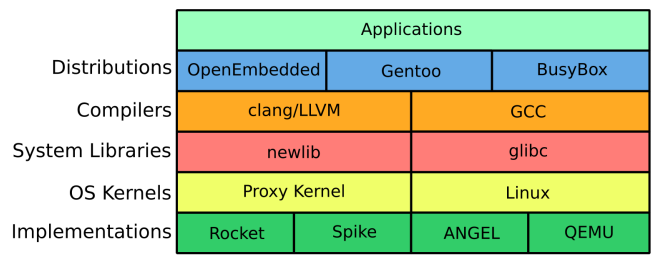 Applications
Distributions OpenEmbedded Gentoo BusyBox
Compilers clang/LLVM GCC
System Libraries newlib glibc
OS Kernels Proxy Kernel Linux
Implementations Rocket Spike ANGEL QEMU